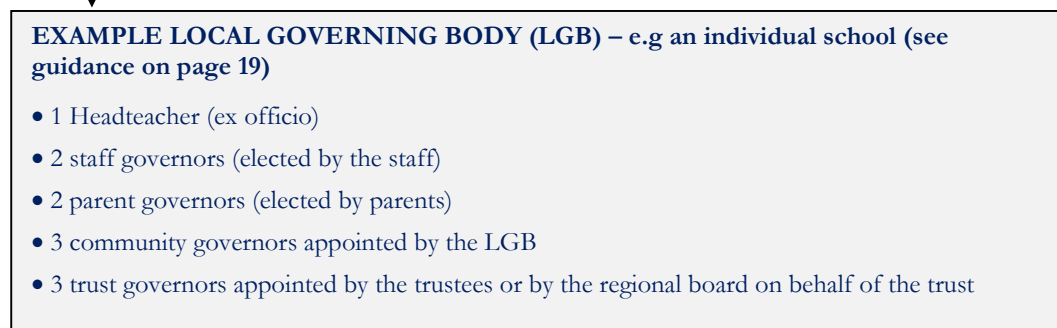 EXAMPLE LOCAL GOVERNING BODY (LGB) – e.g an individual school (see
guidance on page 19)
• 1 Headteacher (ex officio)
• 2 staff governors (elected by the staff)
• 2 parent governors (elected by parents)
• 3 community governors appointed by the LGB
• 3 trust governors appointed by the trustees or by the regional board on behalf of the trust